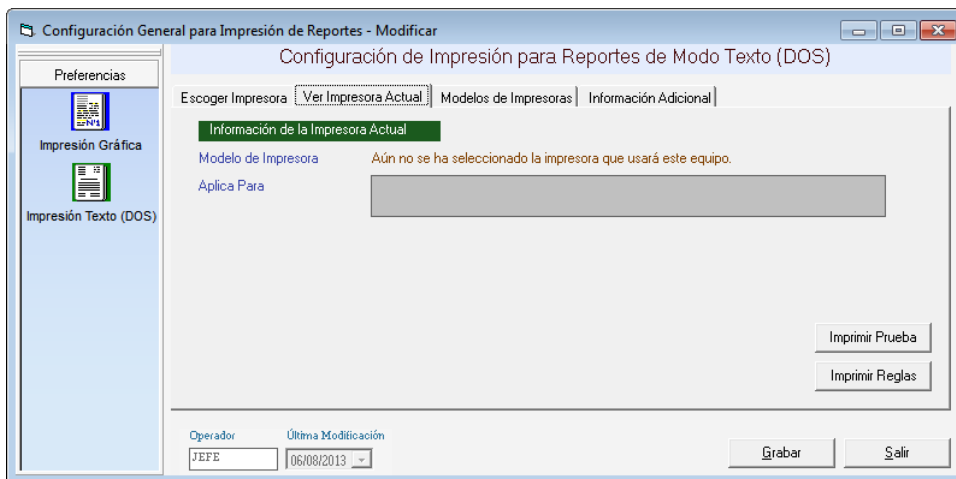 Configuración General para Impresión de Reportes - Modificar
Preferencias
Impresión Gráfica
Impresión Texto (DOS)
Configuración de Impresión para Reportes de Modo Texto (DOS)
Escoger Impresora Ver Impresora Actual Modelos de Impresoras Información Adicional
Información de la Impresora Actual
Modelo de Impresora Aún no se ha seleccionado la impresora que usará este equipo.
Aplica Para
Imprimir Prueba
Imprimir Reglas
Operador Última Modificación
JEFE 06/08/2013
Grabar Salir